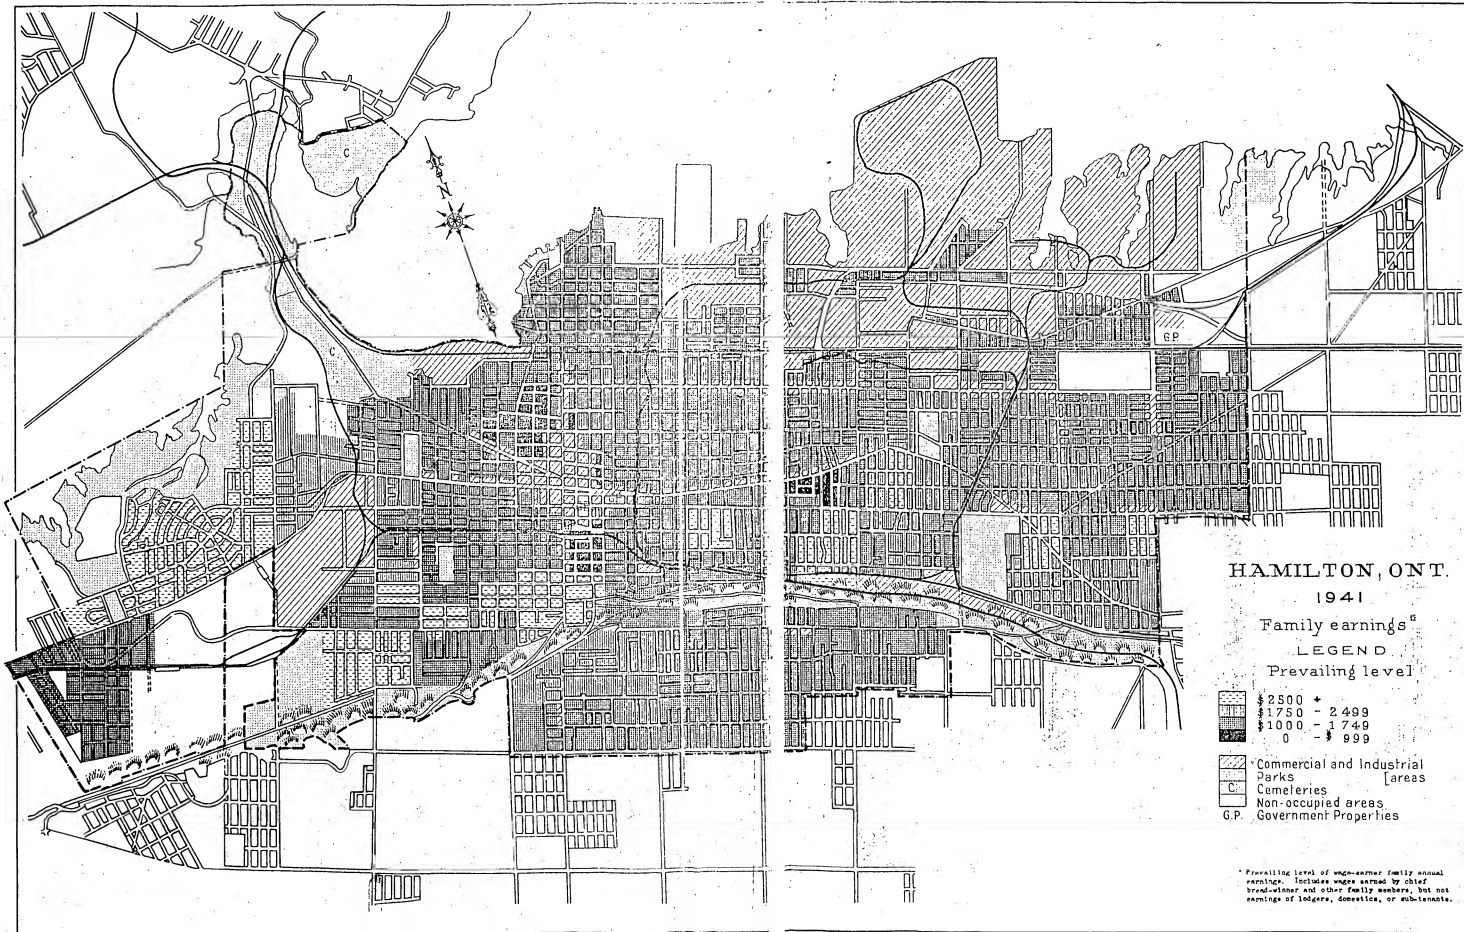 C
N
C
G.P.
HAMILTON, ONT.
1941
Family earnings*
LEGEND
Prevailing level
$2500 +
$1750 - 2499
$1000 - 1749
0 - $ 999
Commercial and Industrial
Parks [areas
C Cemeteries
Non-occupied areas
G.P. Government Properties
* Prevailing level of wage-earner family annual
earnings. Includes wages earned by chief
bread-winner and other family members, but not
earnings of lodgers, domestics, or sub-tenants.